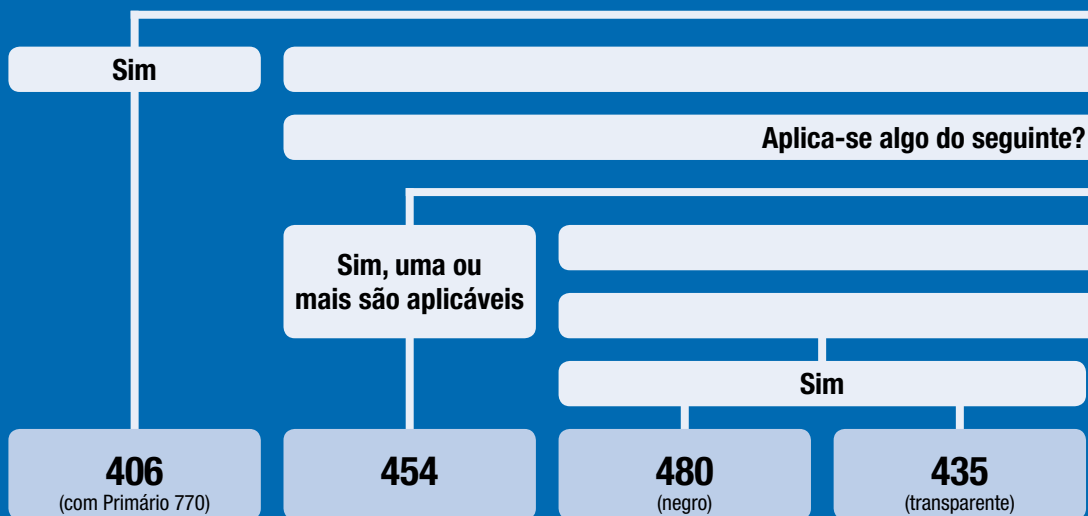 Sim
Aplica-se algo do seguinte?
Sim, uma ou
mais são aplicáveis
Sim
406
(com Primário 770)
454
480
(negro)
435
(transparente)